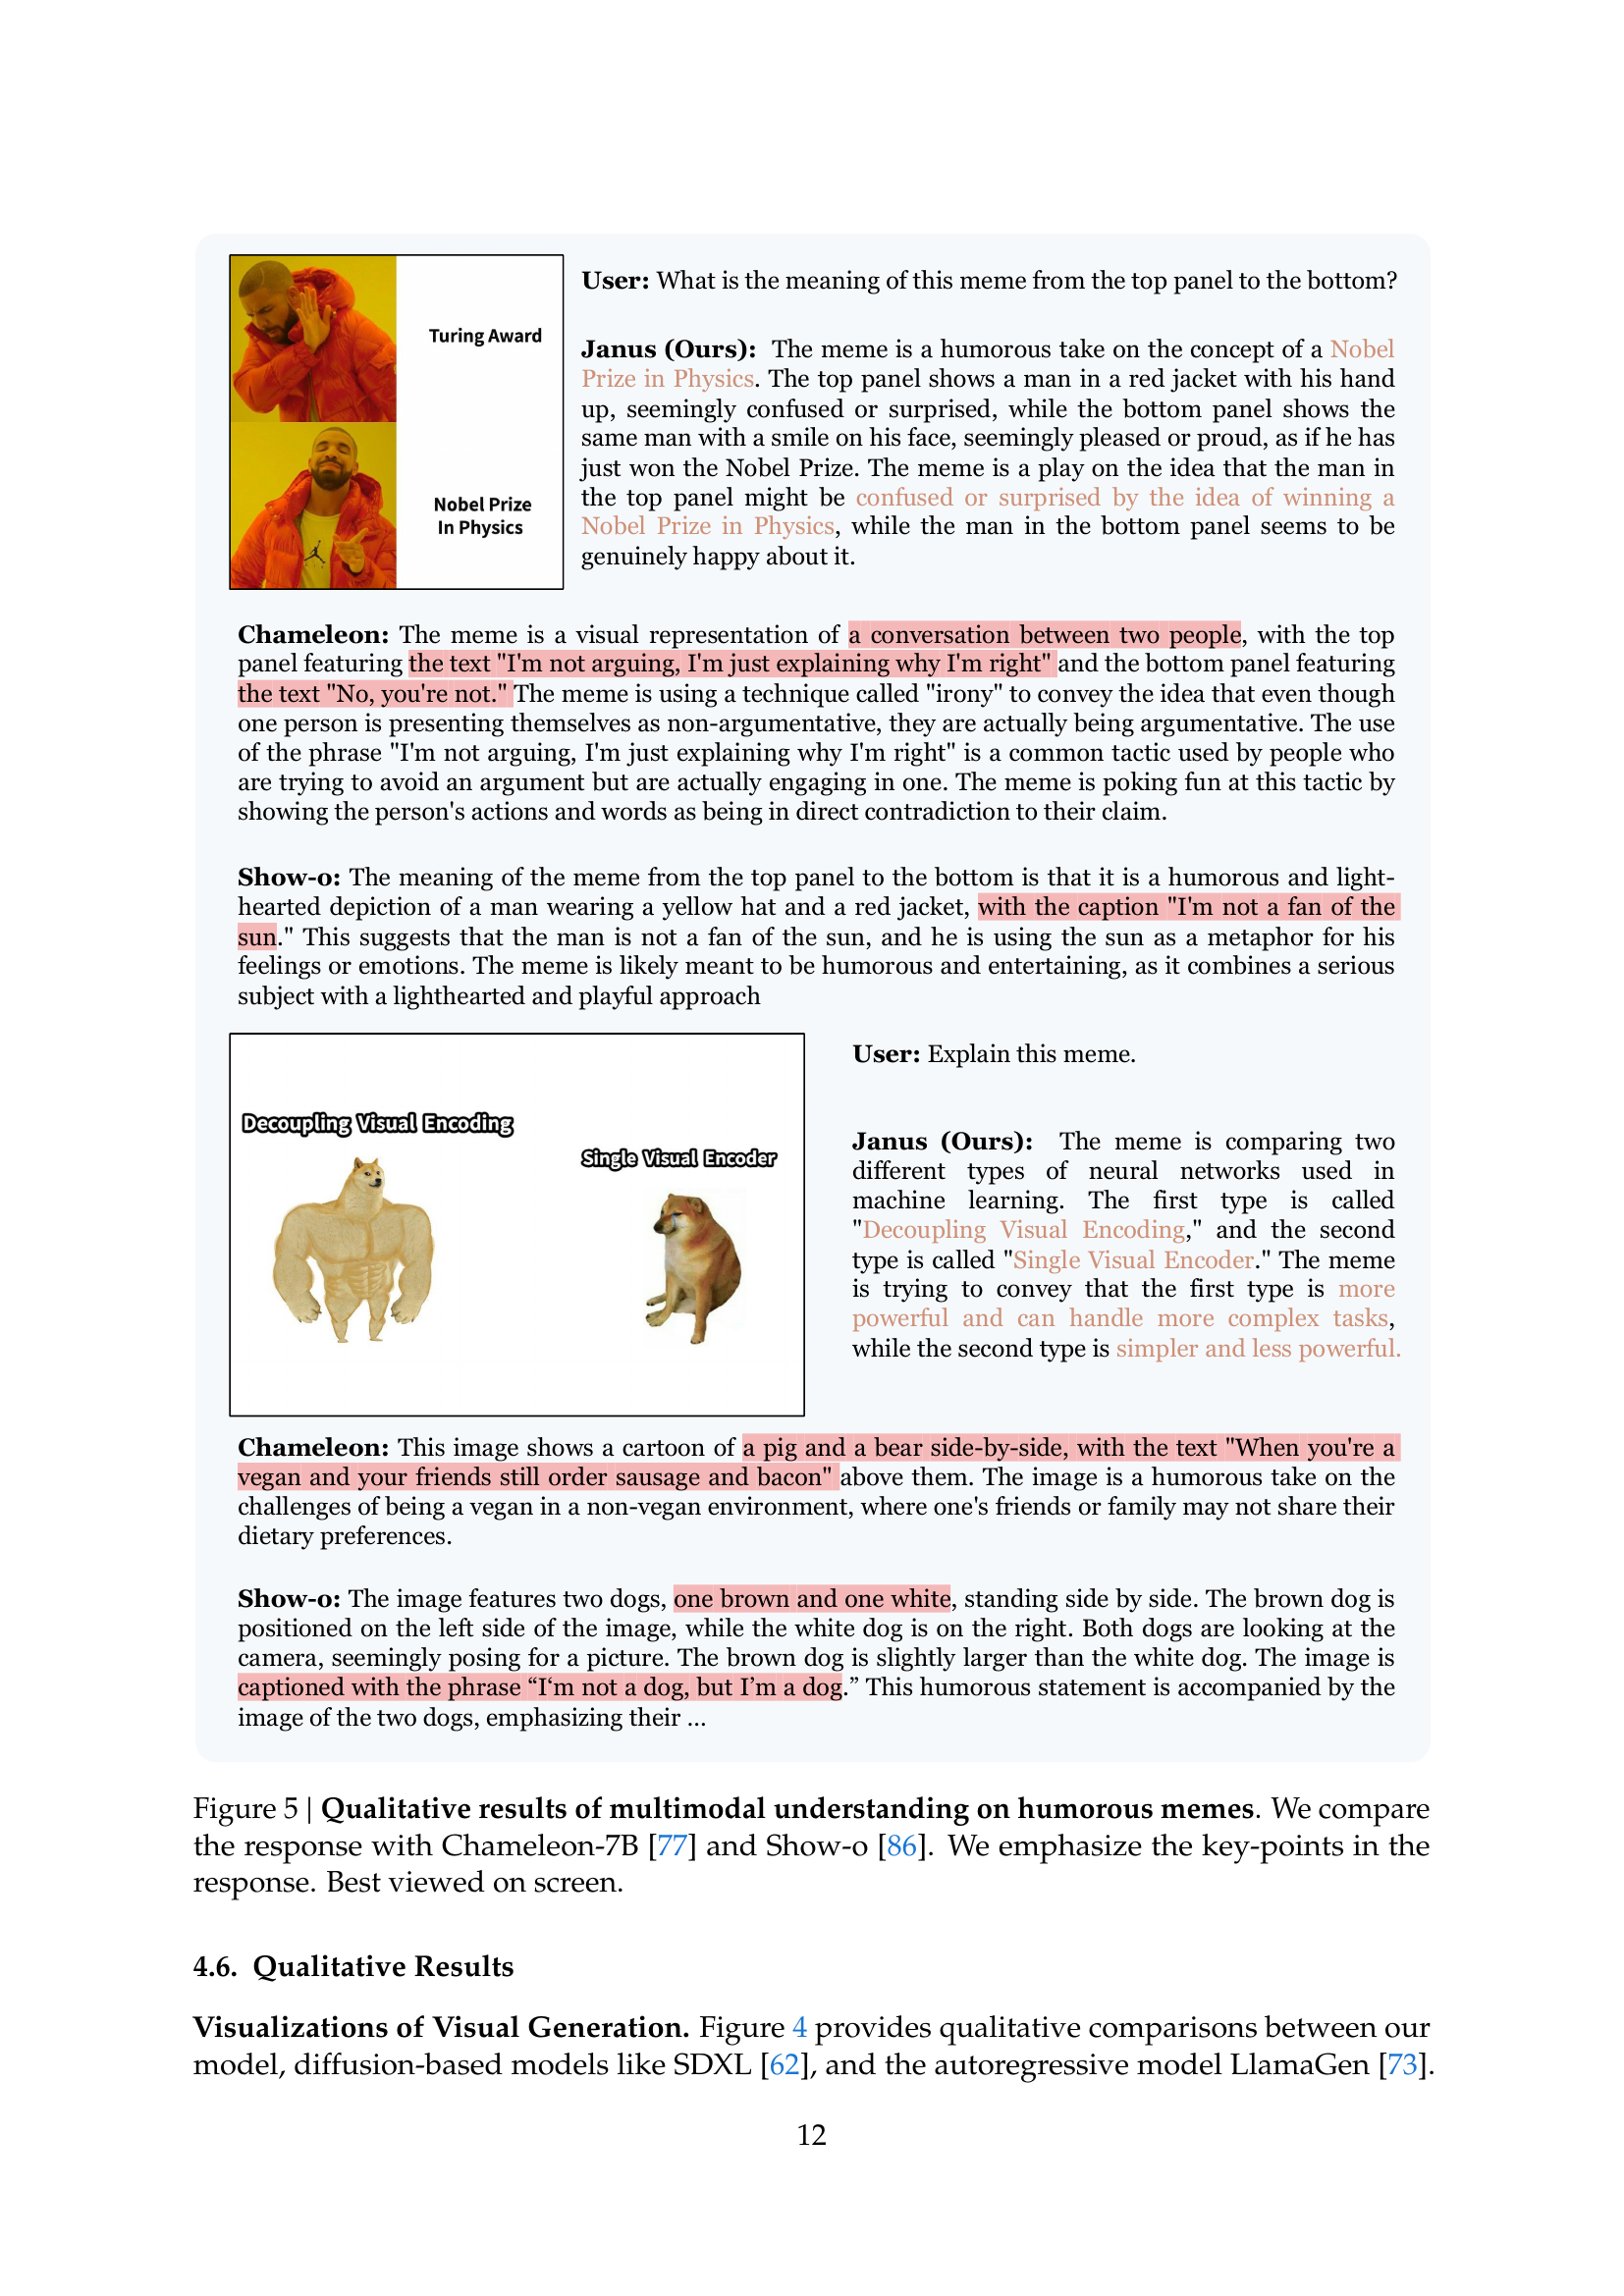 Turing Award
Nobel Prize
In Physics
User: What is the meaning of this meme from the top panel to the bottom?
Janus (Ours): The meme is a humorous take on the concept of a Nobel
Prize in Physics. The top panel shows a man in a red jacket with his hand
up, seemingly confused or surprised, while the bottom panel shows the
same man with a smile on his face, seemingly pleased or proud, as if he has
just won the Nobel Prize. The meme is a play on the idea that the man in
the top panel might be confused or surprised by the idea of winning a
Nobel Prize in Physics, while the man in the bottom panel seems to be
genuinely happy about it.
Chameleon: The meme is a visual representation of a conversation between two people, with the top
panel featuring the text "I'm not arguing, I'm just explaining why I'm right" and the bottom panel featuring
the text "No, you're not." The meme is using a technique called "irony" to convey the idea that even though
one person is presenting themselves as non-argumentative, they are actually being argumentative. The use
of the phrase "I'm not arguing, I'm just explaining why I'm right" is a common tactic used by people who
are trying to avoid an argument but are actually engaging in one. The meme is poking fun at this tactic by
showing the person's actions and words as being in direct contradiction to their claim.
Show-o: The meaning of the meme from the top panel to the bottom is that it is a humorous and light-
hearted depiction of a man wearing a yellow hat and a red jacket, with the caption "I'm not a fan of the
sun." This suggests that the man is not a fan of the sun, and he is using the sun as a metaphor for his
feelings or emotions. The meme is likely meant to be humorous and entertaining, as it combines a serious
subject with a lighthearted and playful approach
Decoupling Visual Encoding
Single Visual Encoder
User: Explain this meme.
Janus (Ours): The meme is comparing two
different types of neural networks used in
machine learning. The first type is called
"Decoupling Visual Encoding," and the second
type is called "Single Visual Encoder." The meme
is trying to convey that the first type is more
powerful and can handle more complex tasks,
while the second type is simpler and less powerful.
Chameleon: This image shows a cartoon of a pig and a bear side-by-side, with the text "When you're a
vegan and your friends still order sausage and bacon" above them. The image is a humorous take on the
challenges of being a vegan in a non-vegan environment, where one's friends or family may not share their
dietary preferences.
Show-o: The image features two dogs, one brown and one white, standing side by side. The brown dog is
positioned on the left side of the image, while the white dog is on the right. Both dogs are looking at the
camera, seemingly posing for a picture. The brown dog is slightly larger than the white dog. The image is
captioned with the phrase “I‘m not a dog, but I’m a dog.” This humorous statement is accompanied by the
image of the two dogs, emphasizing their ...
Figure 5 | Qualitative results of multimodal understanding on humorous memes. We compare
the response with Chameleon-7B [77] and Show-o [86]. We emphasize the key-points in the
response. Best viewed on screen.
4.6. Qualitative Results
Visualizations of Visual Generation. Figure 4 provides qualitative comparisons between our
model, diffusion-based models like SDXL [62], and the autoregressive model LlamaGen [73].
12